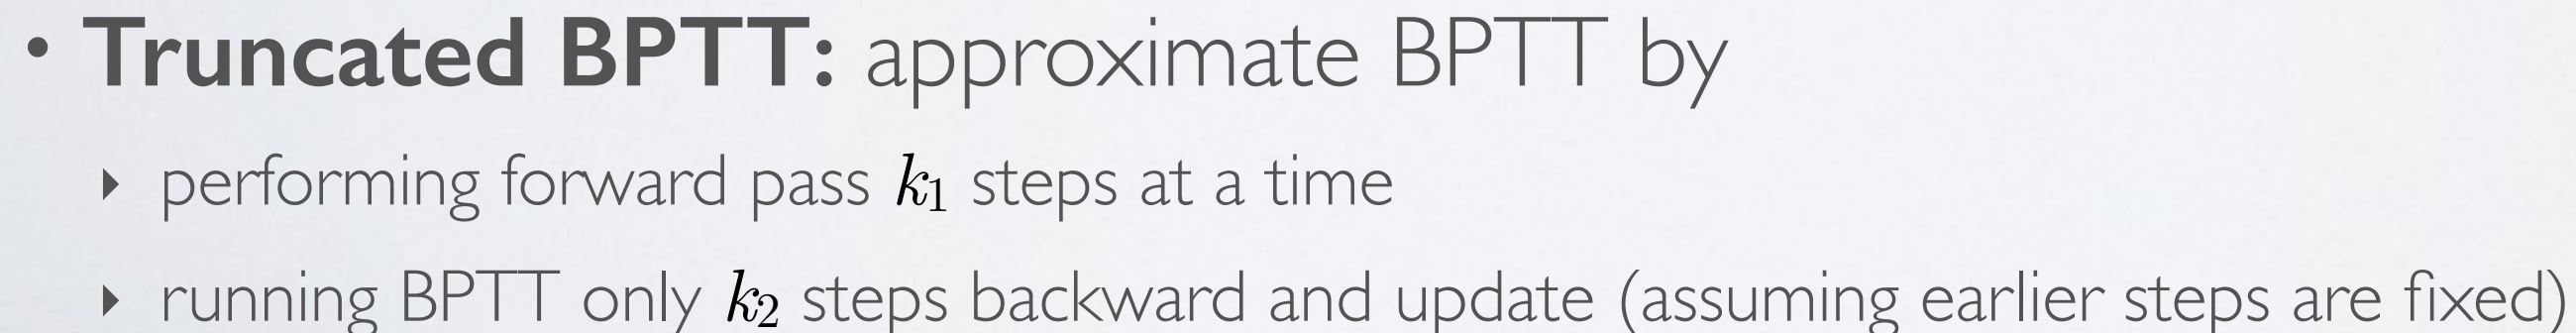 • Truncated BPTT: approximate BPTT by
‣ performing forward pass k₁ steps at a time
‣ running BPTT only k₂ steps backward and update (assuming earlier steps are fixed)